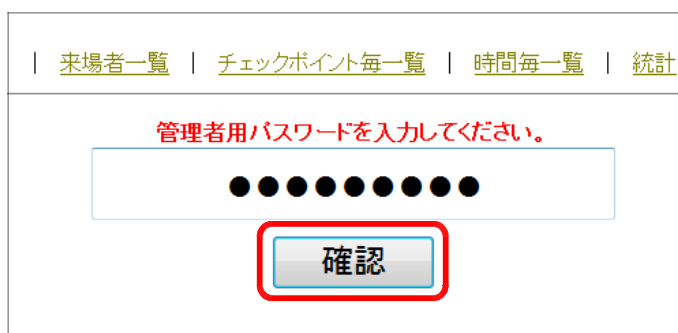 | 来場者一覧 | チェックポイント毎一覧 | 時間毎一覧 | 統計
管理者用パスワードを入力してください。
●●●●●●●●●
確認